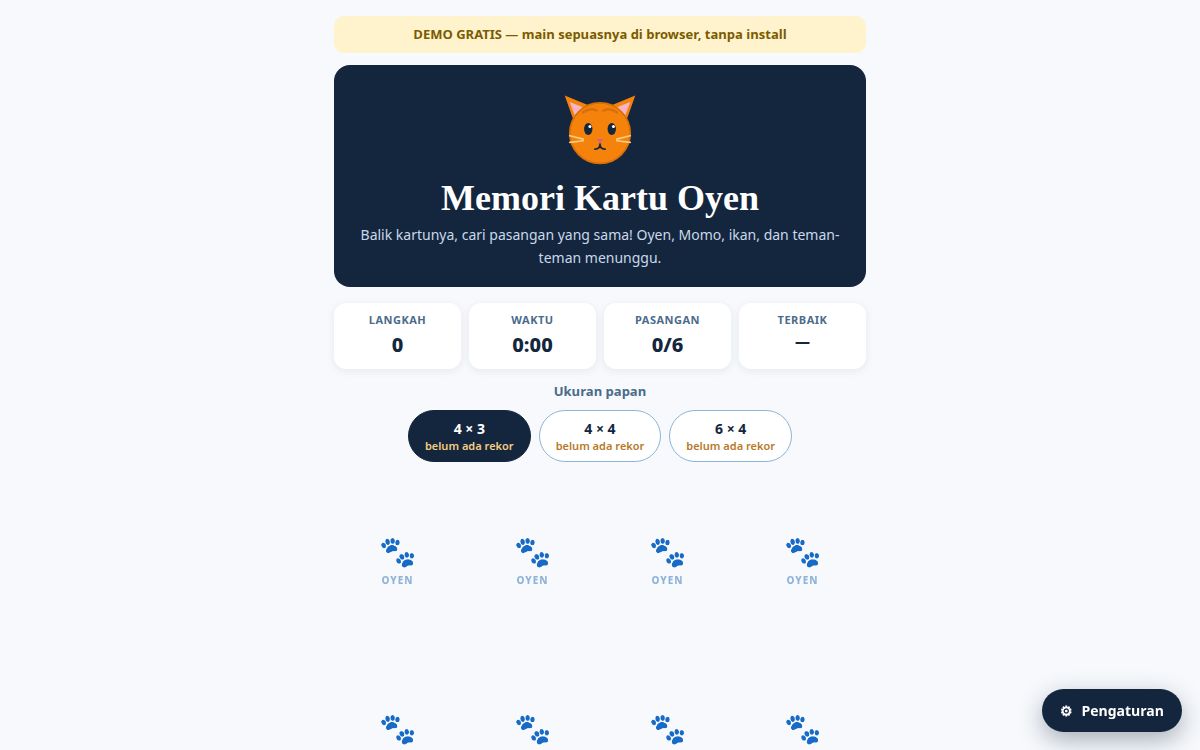 DEMO GRATIS — main sepuasnya di browser, tanpa install
Memori Kartu Oyen
Balik kartunya, cari pasangan yang sama! Oyen, Momo, ikan, dan teman-
teman menunggu.
LANGKAH WAKTU PASANGAN TERBAIK
0 0:00 0/6 —
Ukuran papan
4 × 3 4 × 4 6 × 4
belum ada rekor belum ada rekor belum ada rekor
OYEN OYEN OYEN OYEN
⚙ Pengaturan